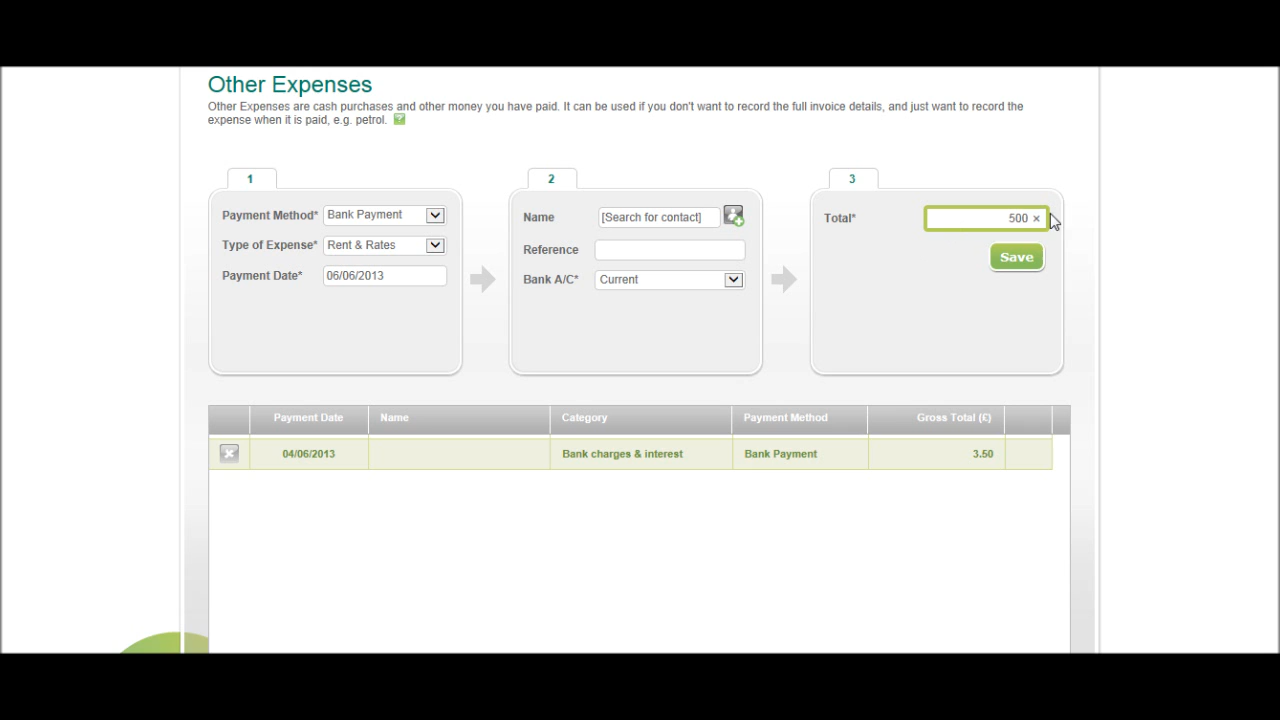 Other Expenses
Other Expenses are cash purchases and other money you have paid. It can be used if you don't want to record the full invoice details, and just want to record the
expense when it is paid, e.g. petrol. ?
1
Payment Method* Bank Payment
Type of Expense* Rent & Rates
Payment Date* 06/06/2013
2
Name [Search for contact]
Reference
Bank A/C* Current
3
Total* 500 ×
Save
Payment Date Name Category Payment Method Gross Total (£)
04/06/2013 Bank charges & interest Bank Payment 3.50